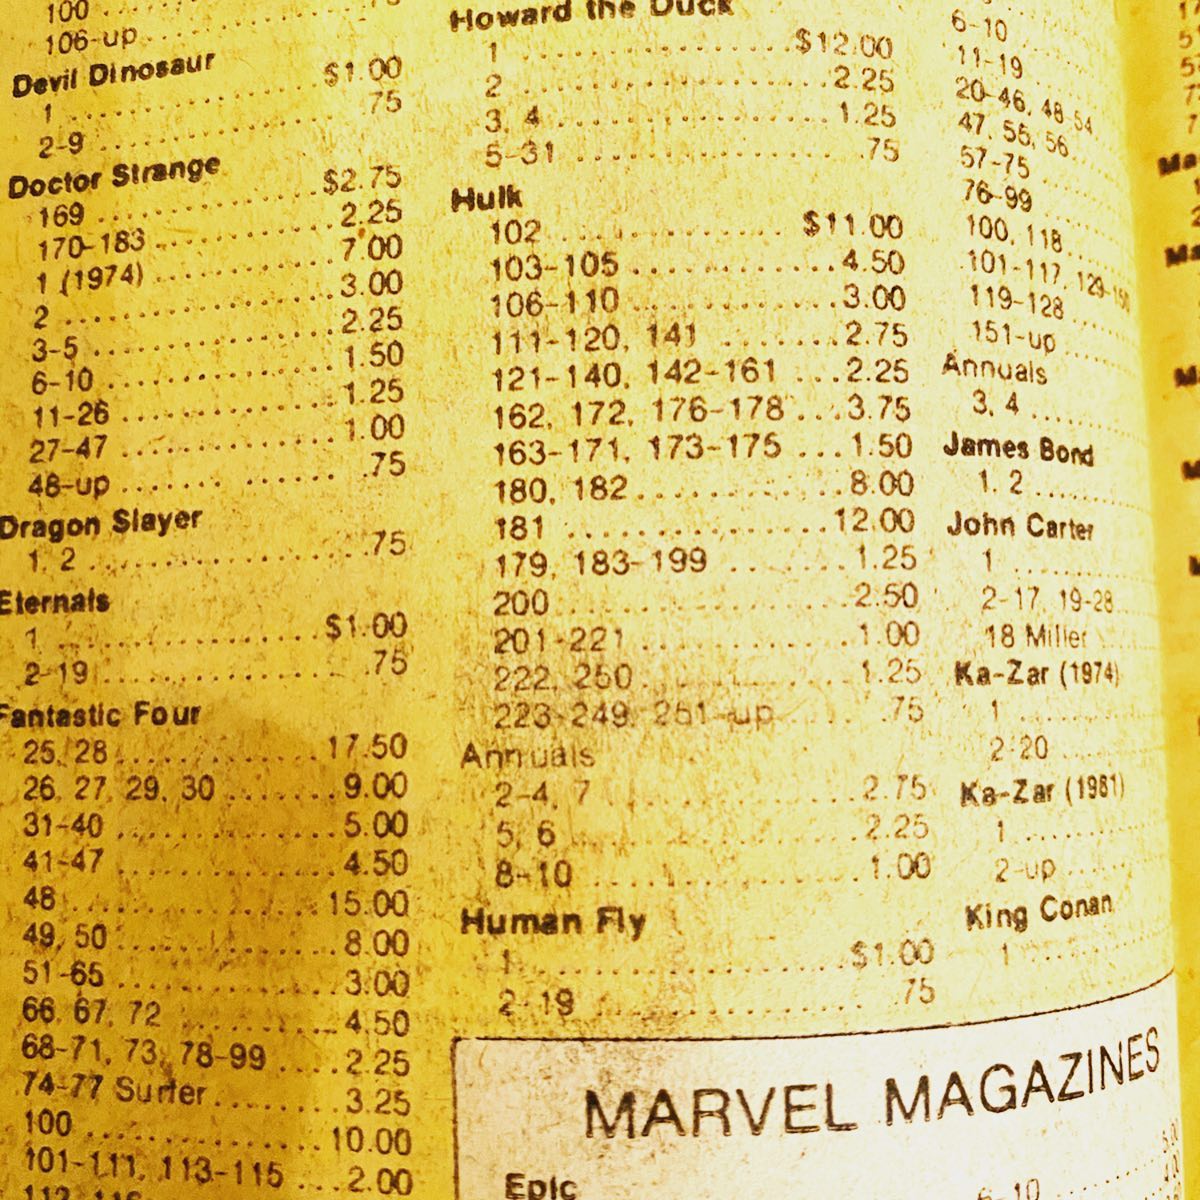 100 .75
106-up
Devil Dinosaur
1 $1.00
2-9 .75
Doctor Strange
169 $2.75
170-183 2.25
1 (1974) 7.00
2 3.00
3-5 2.25
6-10 1.50
11-26 1.25
27-47 1.00
48-up .75
Dragon Slayer
1, 2 .75
Eternals
1 $1.00
2-19 .75
Fantastic Four
25, 28 17.50
26, 27, 29, 30 9.00
31-40 5.00
41-47 4.50
48 15.00
49, 50 8.00
51-65 3.00
66, 67, 72 4.50
68-71, 73, 78-99 2.25
74-77 Surfer 3.25
100 10.00
101-111, 113-115 2.00
112, 116
Howard the Duck
1 $12.00
2 2.25
3, 4 1.25
5-31 .75
Hulk
102 $11.00
103-105 4.50
106-110 3.00
111-120, 141 2.75
121-140, 142-161 2.25
162, 172, 176-178 3.75
163-171, 173-175 1.50
180, 182 8.00
181 12.00
179, 183-199 1.25
200 2.50
201-221 1.00
222, 250 1.25
223-249, 251-up .75
Annuals
2-4, 7 2.75
5, 6 2.25
8-10 1.00
Human Fly
1 $1.00
2-19 .75
6-10
11-19
20-46, 48-54,
47, 55, 56
57-75
76-99
100, 118
101-117, 129-150
119-128
151-up
Annuals
3, 4
James Bond
1, 2
John Carter
1
2-17, 19-28
18 Miller
Ka-Zar (1974)
1
2-20
Ka-Zar (1981)
1
2-up
King Conan
1
MARVEL MAGAZINES
Epic
6-10